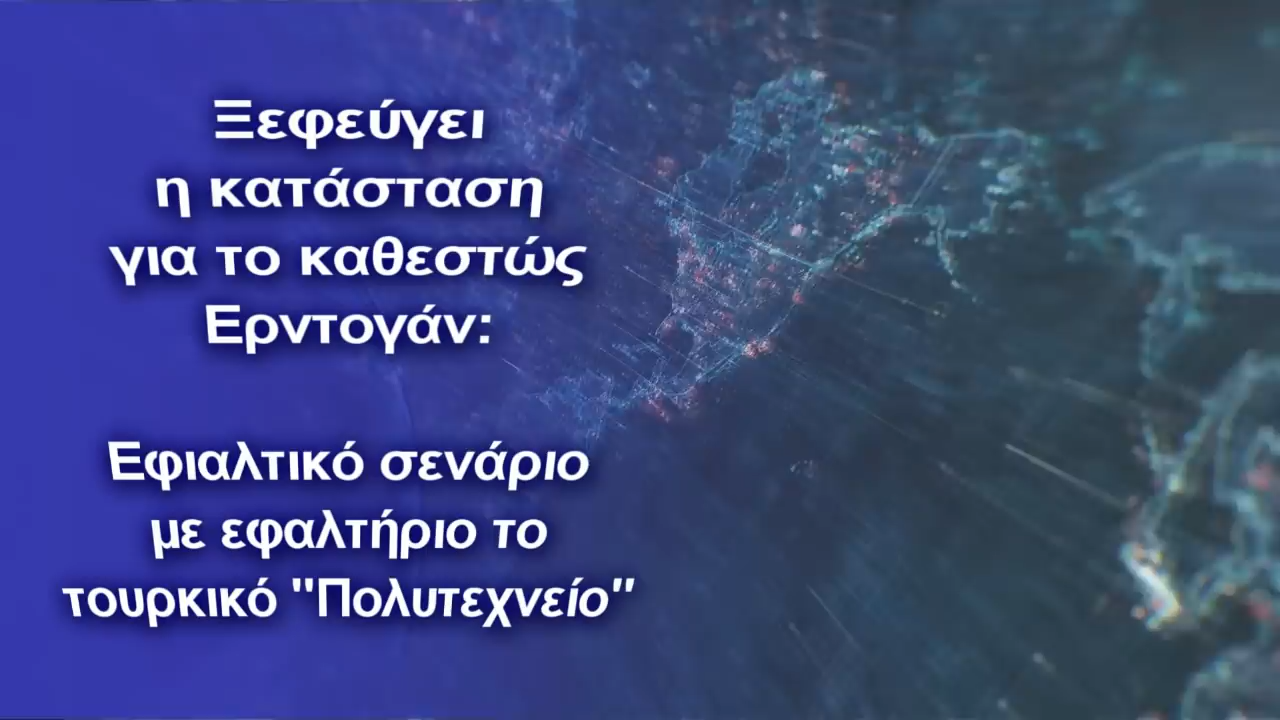 Ξεφεύγει
η κατάσταση
για το καθεστώς
Ερντογάν:
Εφιαλτικό σενάριο
με εφαλτήριο το
τουρκικό "Πολυτεχνείο"